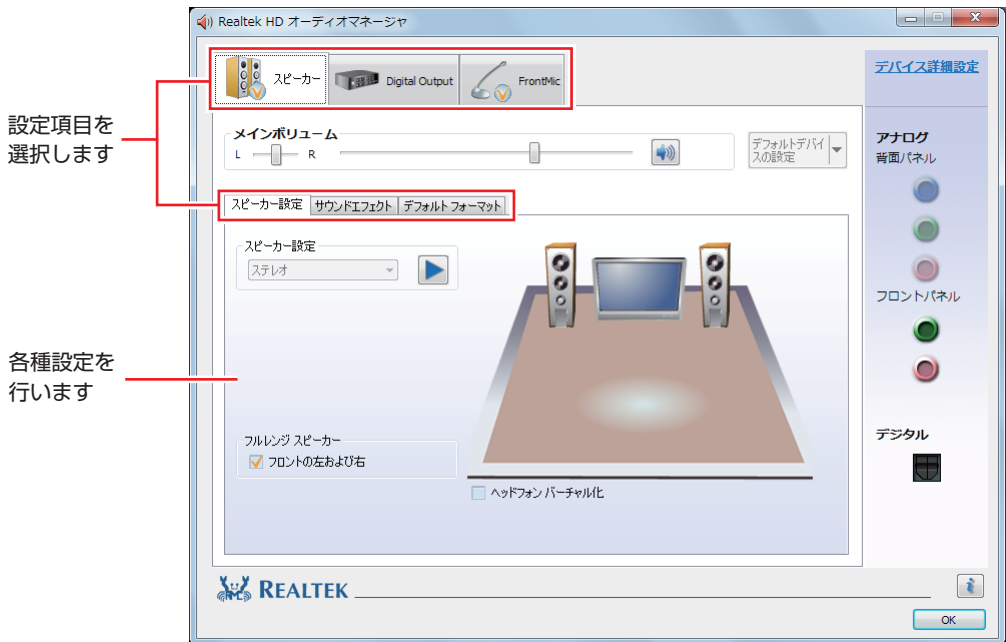 Realtek HD オーディオマネージャ
スピーカー
Digital Output
FrontMic
デバイス詳細設定
設定項目を
選択します
メインボリューム
L
R
デフォルトデバイ
スの設定
アナログ
背面パネル
スピーカー設定
サウンドエフェクト
デフォルト フォーマット
スピーカー設定
ステレオ
フロントパネル
各種設定を
行います
フルレンジ スピーカー
フロントの左および右
ヘッドフォン バーチャル化
デジタル
REALTEK
OK